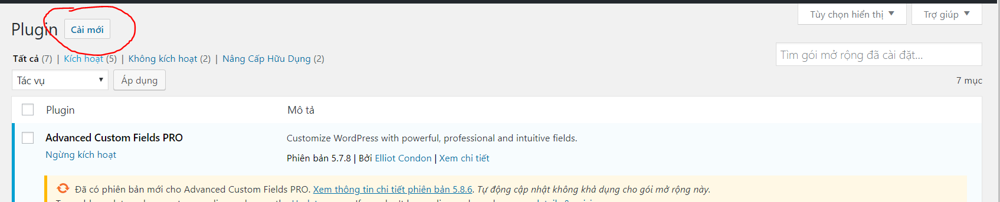 Tùy chọn hiển thị ▼ Trợ giúp ▼
Plugin Cài mới
Tất cả (7) | Kích hoạt (5) | Không kích hoạt (2) | Nâng Cấp Hữu Dụng (2)
Tìm gói mở rộng đã cài đặt...
Tác vụ ▼ Áp dụng
7 mục
Plugin Mô tả
Advanced Custom Fields PRO Customize WordPress with powerful, professional and intuitive fields.
Ngừng kích hoạt Phiên bản 5.7.8 | Bởi Elliot Condon | Xem chi tiết
Đã có phiên bản mới cho Advanced Custom Fields PRO. Xem thông tin chi tiết phiên bản 5.8.6. Tự động cập nhật không khả dụng cho gói mở rộng này.